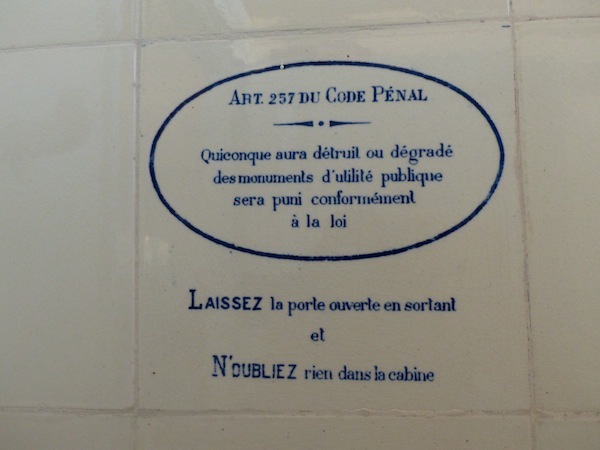 ART. 257 DU CODE PÉNAL
Quiconque aura détruit ou dégradé
des monuments d'utilité publique
sera puni conformément
à la loi
LAISSEZ la porte ouverte en sortant
et
N'OUBLIEZ rien dans la cabine